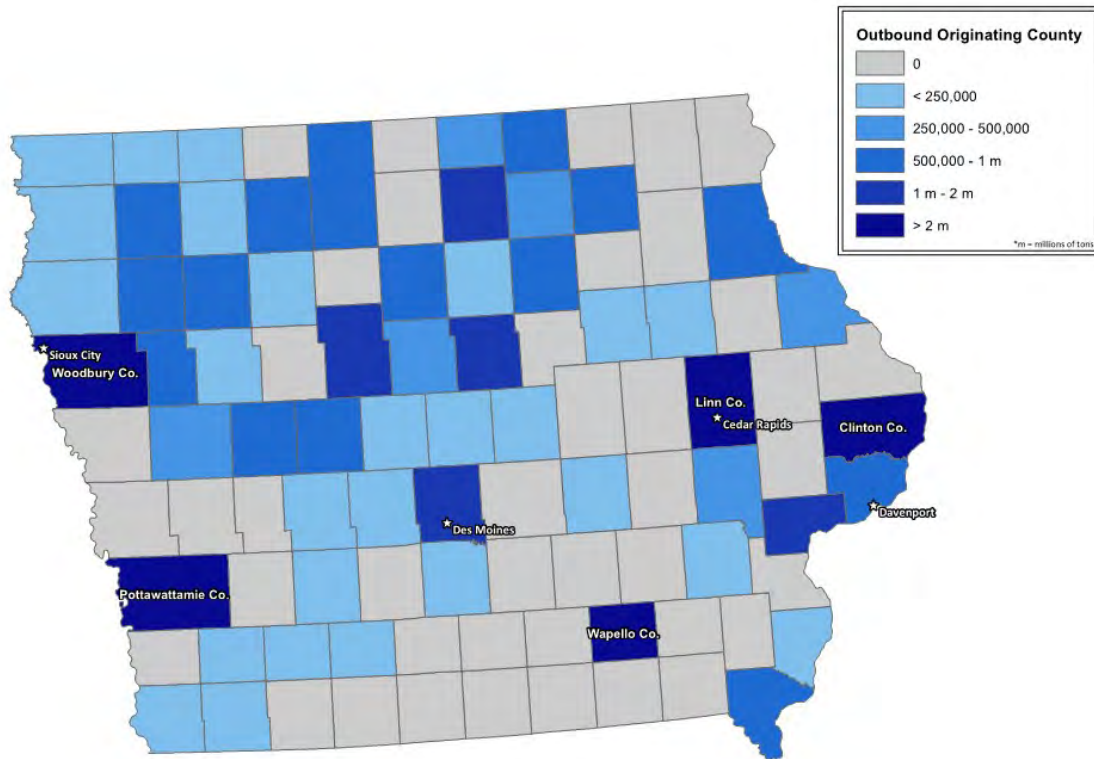 Outbound Originating County
0
< 250,000
250,000 - 500,000
500,000 - 1 m
1 m - 2 m
> 2 m
*m = millions of tons
Sioux City
Woodbury Co.
Linn Co.
Cedar Rapids
Clinton Co.
Davenport
Des Moines
Pottawattamie Co.
Wapello Co.